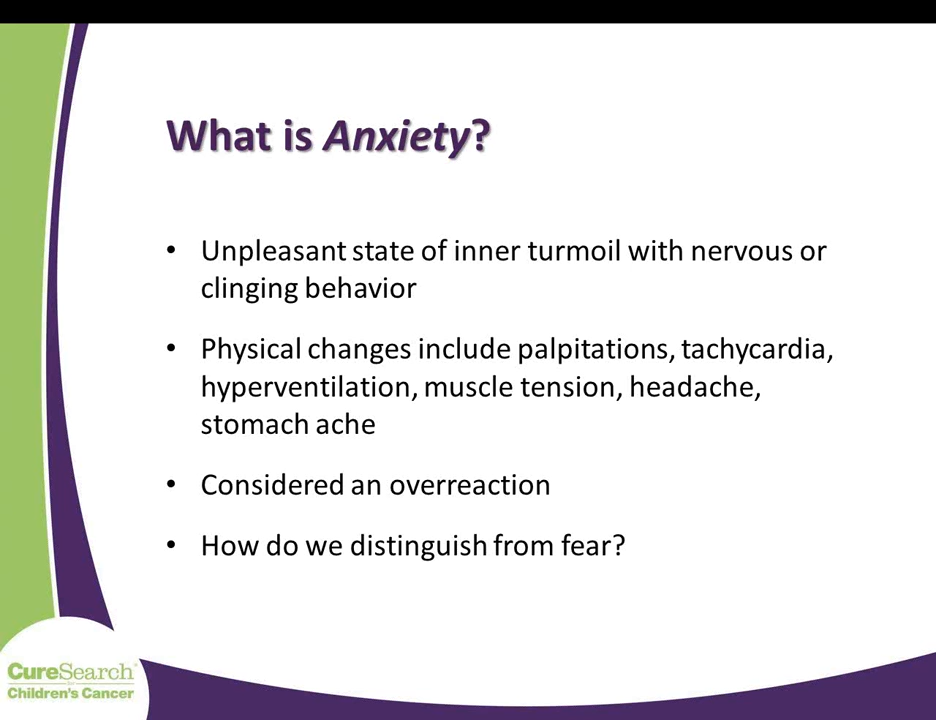 What is Anxiety?
• Unpleasant state of inner turmoil with nervous or
clinging behavior
• Physical changes include palpitations, tachycardia,
hyperventilation, muscle tension, headache,
stomach ache
• Considered an overreaction
• How do we distinguish from fear?
CureSearch
Children's Cancer